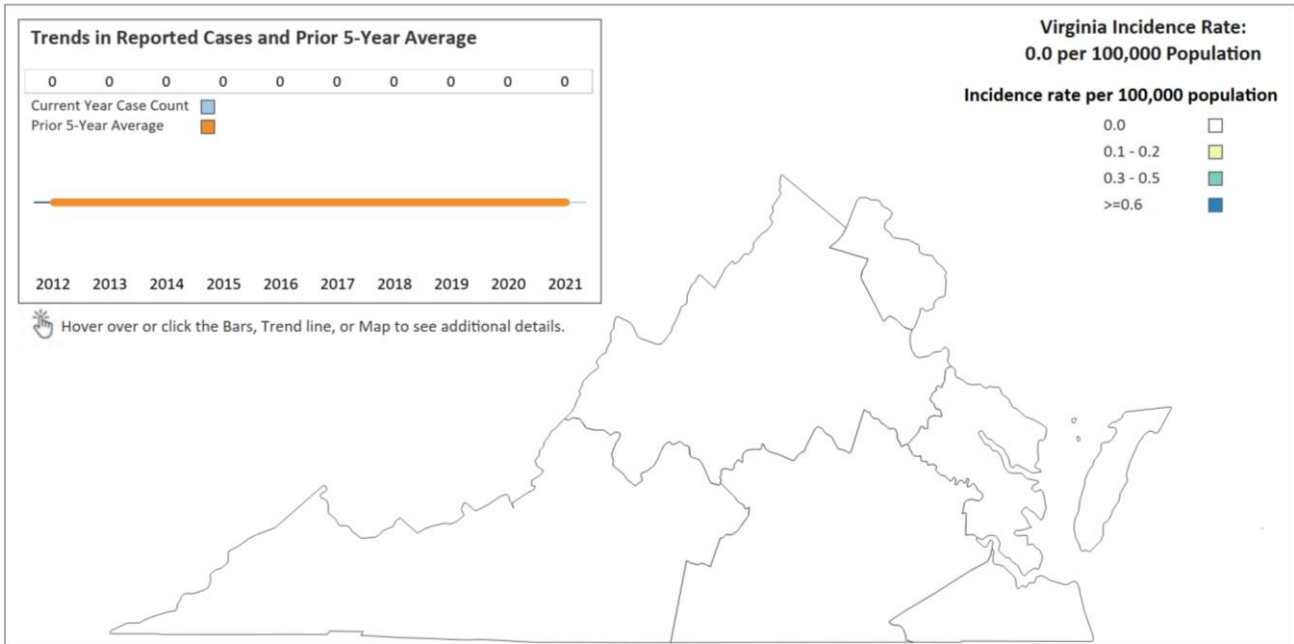 Trends in Reported Cases and Prior 5-Year Average
0 0 0 0 0 0 0 0 0 0
Current Year Case Count
Prior 5-Year Average
2012 2013 2014 2015 2016 2017 2018 2019 2020 2021
Hover over or click the Bars, Trend line, or Map to see additional details.
Virginia Incidence Rate:
0.0 per 100,000 Population
Incidence rate per 100,000 population
0.0
0.1 - 0.2
0.3 - 0.5
>=0.6